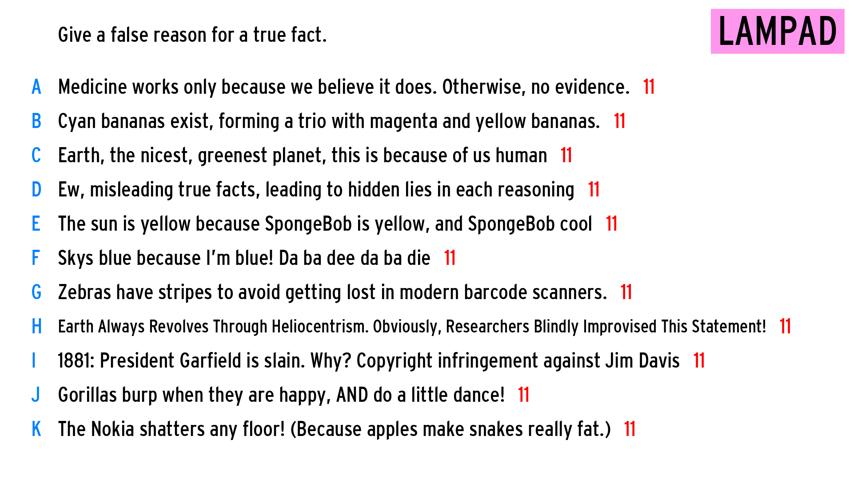 Give a false reason for a true fact.
LAMPAD
A Medicine works only because we believe it does. Otherwise, no evidence. 11
B Cyan bananas exist, forming a trio with magenta and yellow bananas. 11
C Earth, the nicest, greenest planet, this is because of us human 11
D Ew, misleading true facts, leading to hidden lies in each reasoning 11
E The sun is yellow because SpongeBob is yellow, and SpongeBob cool 11
F Skys blue because I'm blue! Da ba dee da ba die 11
G Zebras have stripes to avoid getting lost in modern barcode scanners. 11
H Earth Always Revolves Through Heliocentrism. Obviously, Researchers Blindly Improvised This Statement! 11
I 1881: President Garfield is slain. Why? Copyright infringement against Jim Davis 11
J Gorillas burp when they are happy, AND do a little dance! 11
K The Nokia shatters any floor! (Because apples make snakes really fat.) 11